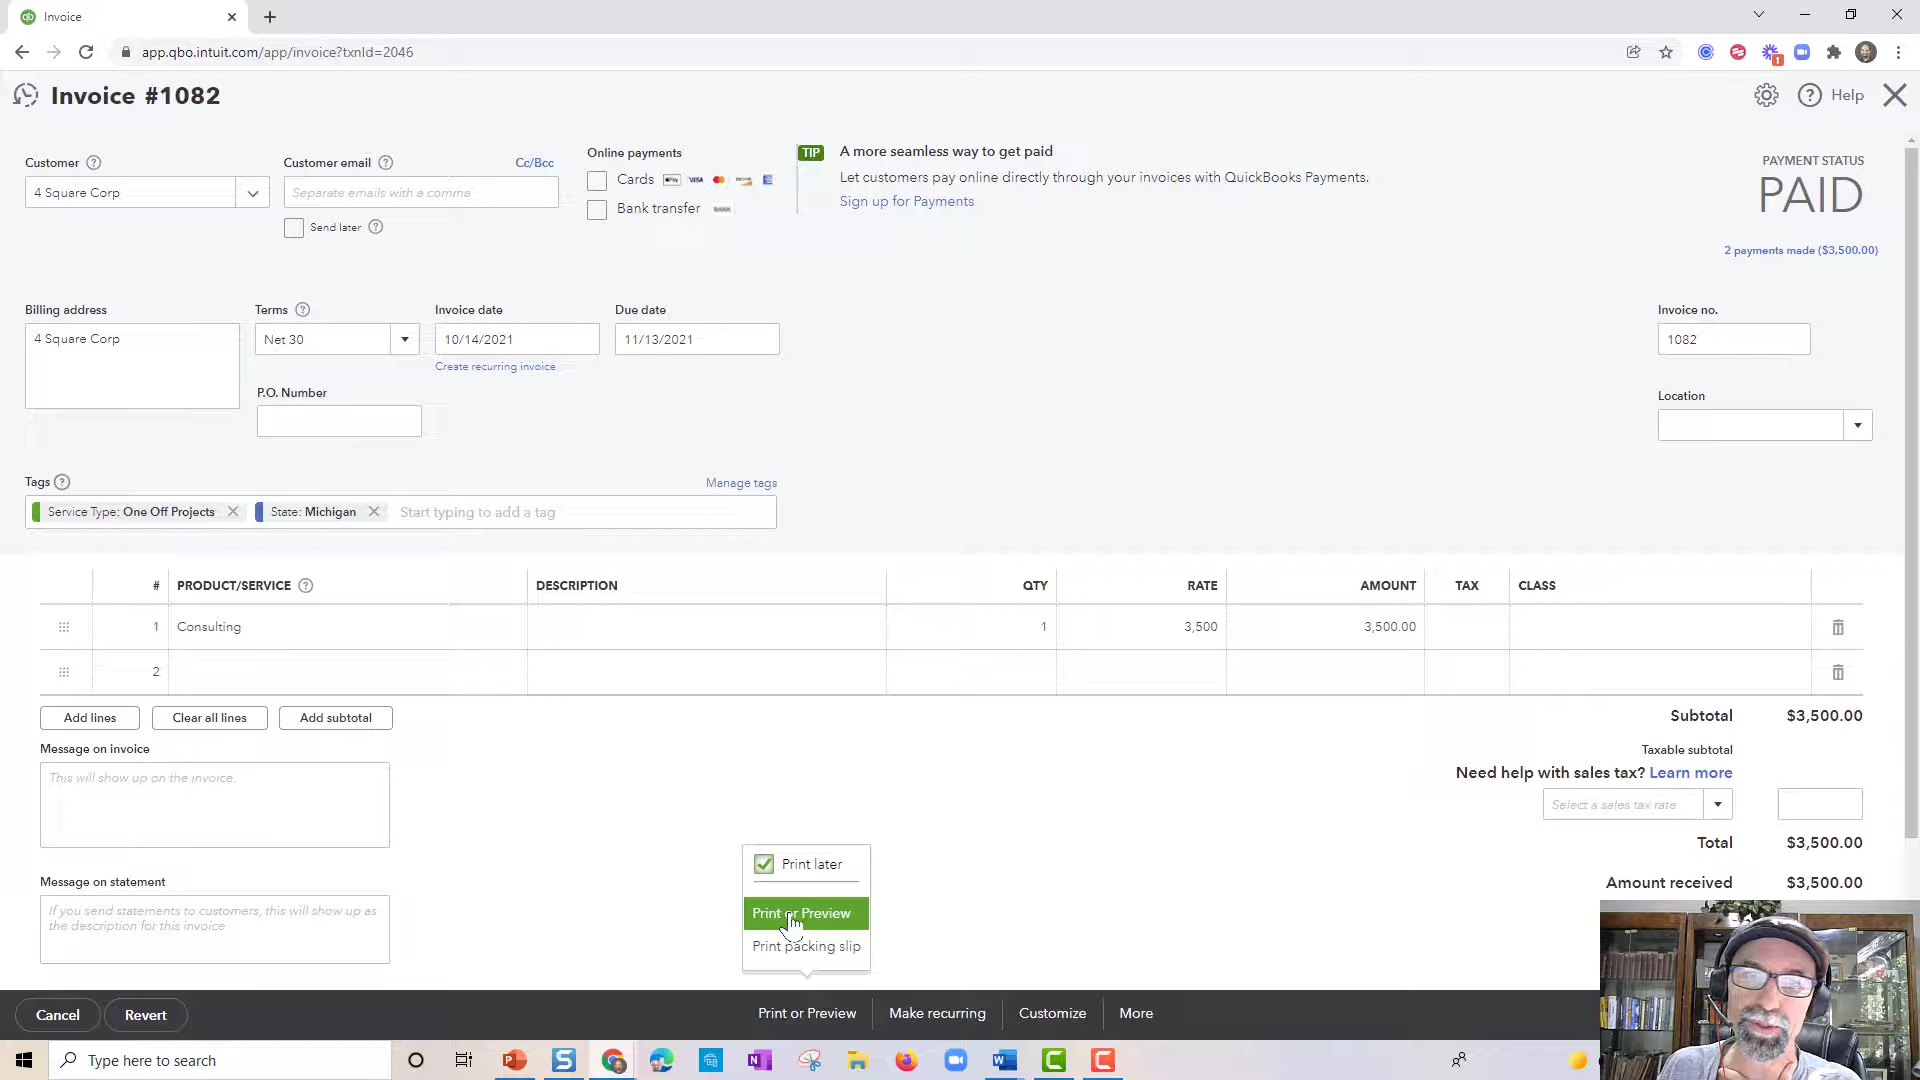 Invoice
app.qbo.intuit.com/app/invoice?txnId=2046
1
Invoice #1082
Help
Customer
4 Square Corp
Customer email
Cc/Bcc
Separate emails with a comma
Send later
Online payments
Cards
VISA
Bank transfer
TIP
A more seamless way to get paid
Let customers pay online directly through your invoices with QuickBooks Payments.
Sign up for Payments
PAYMENT STATUS
PAID
2 payments made ($3,500.00)
Billing address
4 Square Corp
Terms
Net 30
Invoice date
10/14/2021
Create recurring invoice
Due date
11/13/2021
Invoice no.
1082
P.O. Number
Location
Tags
Manage tags
Service Type: One Off Projects
State: Michigan
Start typing to add a tag
# PRODUCT/SERVICE DESCRIPTION QTY RATE AMOUNT TAX CLASS
1 Consulting 1 3,500 3,500.00
2
Add lines
Clear all lines
Add subtotal
Subtotal $3,500.00
Message on invoice
This will show up on the invoice.
Taxable subtotal
Need help with sales tax? Learn more
Select a sales tax rate
Total $3,500.00
Amount received $3,500.00
Message on statement
If you send statements to customers, this will show up as
the description for this invoice
Print later
Print or Preview
Print packing slip
Cancel
Revert
Print or Preview
Make recurring
Customize
More
Type here to search